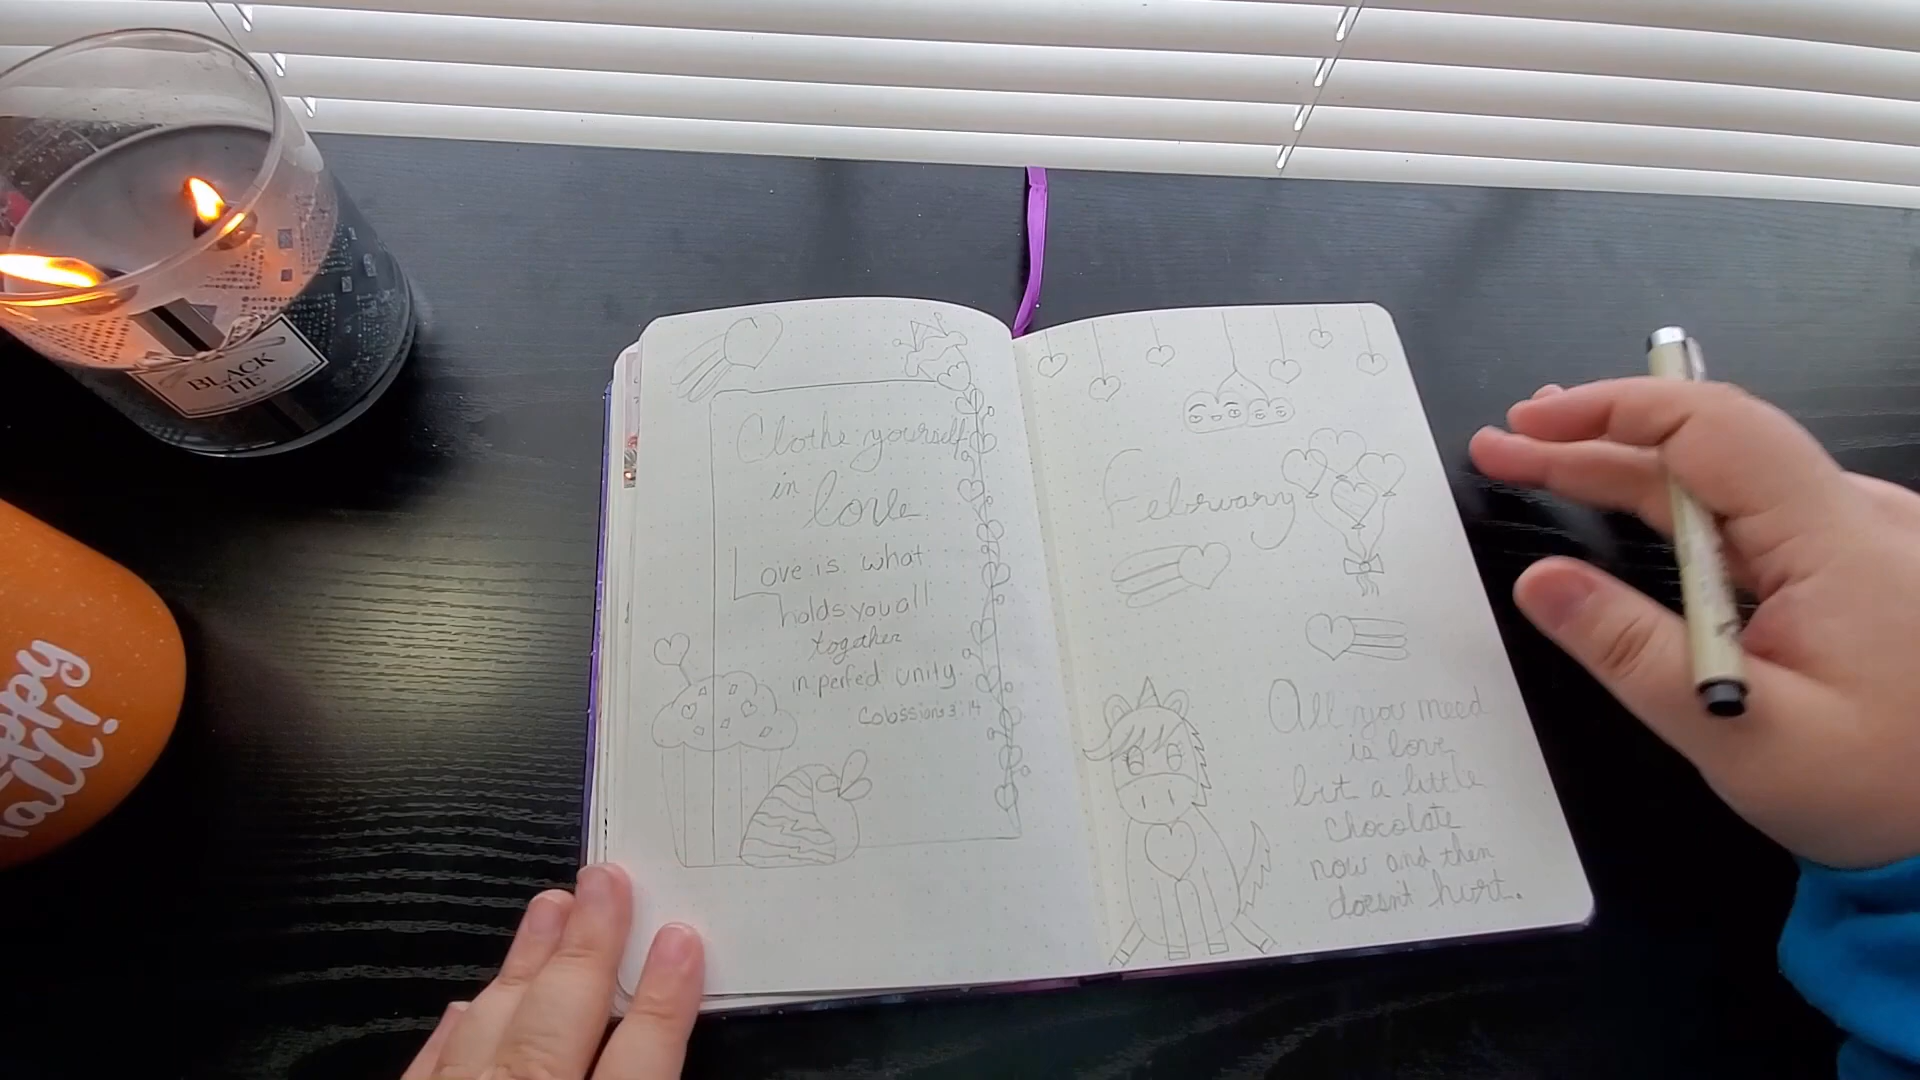 BLACK
TIE
Happy
Fall!
Clothe yourself
in love
Love is what
holds you all
together
in perfect unity.
Colossians 3:14
February
All you need
is love
but a little
chocolate
now and then
doesn't hurt.